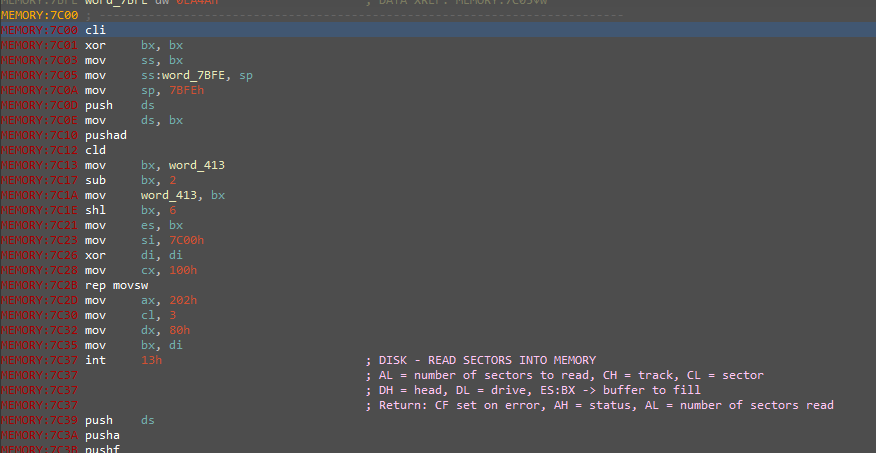 MEMORY:7BFE word_7BFE dw 0EA4Ah ; DATA XREF: MEMORY:7C05↓w
MEMORY:7C00 ; ---------------------------------------------------------------------------
MEMORY:7C00 cli
MEMORY:7C01 xor bx, bx
MEMORY:7C03 mov ss, bx
MEMORY:7C05 mov ss:word_7BFE, sp
MEMORY:7C0A mov sp, 7BFEh
MEMORY:7C0D push ds
MEMORY:7C0E mov ds, bx
MEMORY:7C10 pushad
MEMORY:7C12 cld
MEMORY:7C13 mov bx, word_413
MEMORY:7C17 sub bx, 2
MEMORY:7C1A mov word_413, bx
MEMORY:7C1E shl bx, 6
MEMORY:7C21 mov es, bx
MEMORY:7C23 mov si, 7C00h
MEMORY:7C26 xor di, di
MEMORY:7C28 mov cx, 100h
MEMORY:7C2B rep movsw
MEMORY:7C2D mov ax, 202h
MEMORY:7C30 mov cl, 3
MEMORY:7C32 mov dx, 80h
MEMORY:7C35 mov bx, di
MEMORY:7C37 int 13h ; DISK - READ SECTORS INTO MEMORY
MEMORY:7C37 ; AL = number of sectors to read, CH = track, CL = sector
MEMORY:7C37 ; DH = head, DL = drive, ES:BX -> buffer to fill
MEMORY:7C37 ; Return: CF set on error, AH = status, AL = number of sectors read
MEMORY:7C39 push ds
MEMORY:7C3A pusha
MEMORY:7C3B pushf